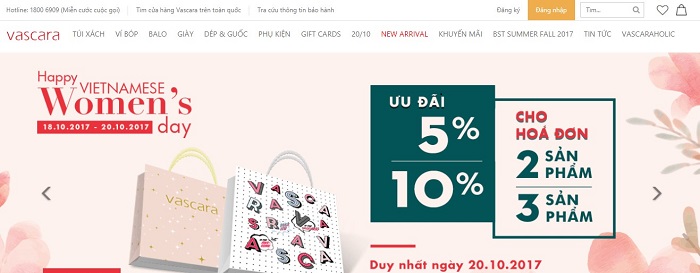 Hotline: 1800 6909 (Miễn cước cuộc gọi)
Tìm cửa hàng Vascara trên toàn quốc
Tra cứu thông tin bảo hành
Đăng ký
Đăng nhập
Tìm...
vascara
TÚI XÁCH
VÍ BÓP
BALO
GIÀY
DÉP & GUỐC
PHỤ KIỆN
GIFT CARDS
20/10
NEW ARRIVAL
KHUYẾN MÃI
BST SUMMER FALL 2017
TIN TỨC
VASCARAHOLIC
Happy
VIETNAMESE
Women's
18.10.2017 - 20.10.2017
day
vascara
ƯU ĐÃI
5%
10%
CHO
HOÁ ĐƠN
2 SẢN PHẨM
3 SẢN PHẨM
Duy nhất ngày 20.10.2017